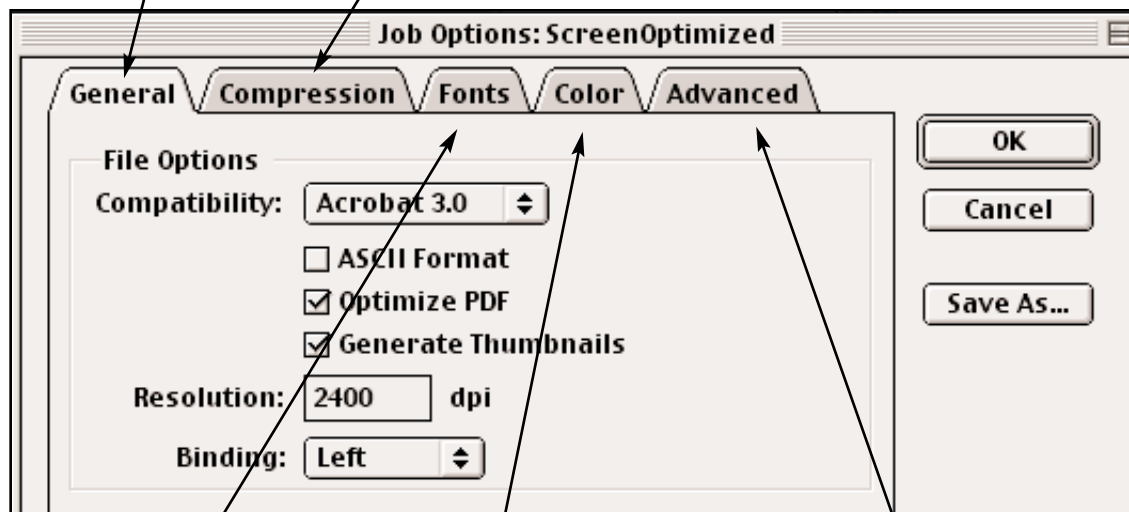 Job Options: ScreenOptimized
General Compression Fonts Color Advanced
File Options
Compatibility: Acrobat 3.0
ASCII Format
Optimize PDF
Generate Thumbnails
Resolution: 2400 dpi
Binding: Left
OK
Cancel
Save As...